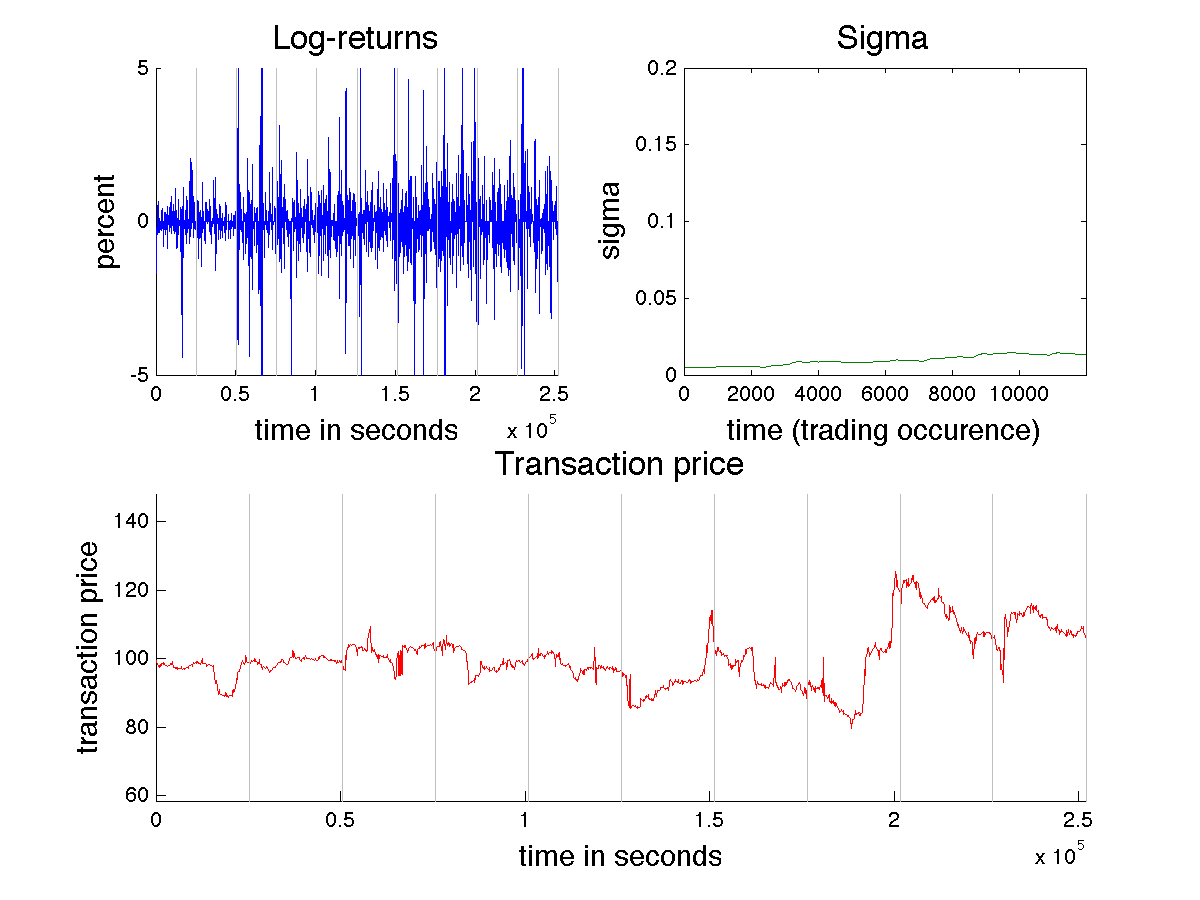 Log-returns
5
0
-5
percent
0 0.5 1 1.5 2 2.5
time in seconds
x 10^5
Sigma
0.2
0.15
0.1
0.05
0
sigma
0 2000 4000 6000 8000 10000
time (trading occurence)
Transaction price
140
120
100
80
60
transaction price
0 0.5 1 1.5 2 2.5
time in seconds
x 10^5